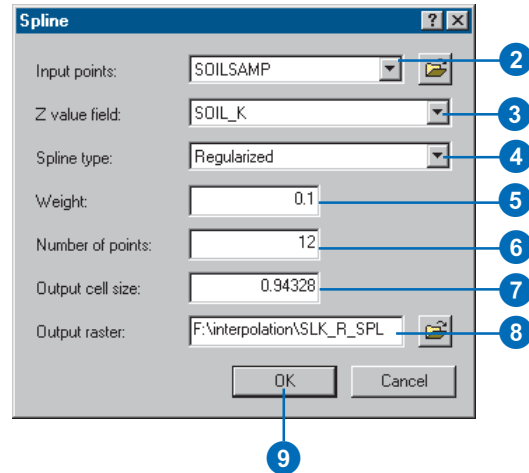 Spline
? ×
Input points: SOILSAMP 2
Z value field: SOIL_K 3
Spline type: Regularized 4
Weight: 0.1 5
Number of points: 12 6
Output cell size: 0.94328 7
Output raster: F:\interpolation\SLK_R_SPL 8
OK Cancel
9